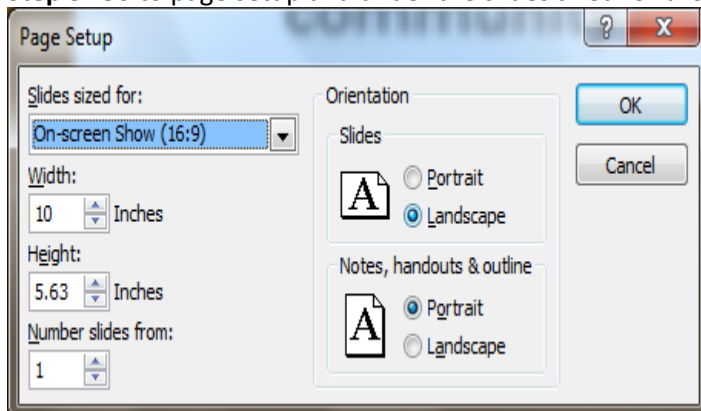 Page Setup
Slides sized for:
On-screen Show (16:9)
Width:
10 Inches
Height:
5.63 Inches
Number slides from:
1
Orientation
Slides
A
Portrait
Landscape
Notes, handouts & outline
A
Portrait
Landscape
OK
Cancel